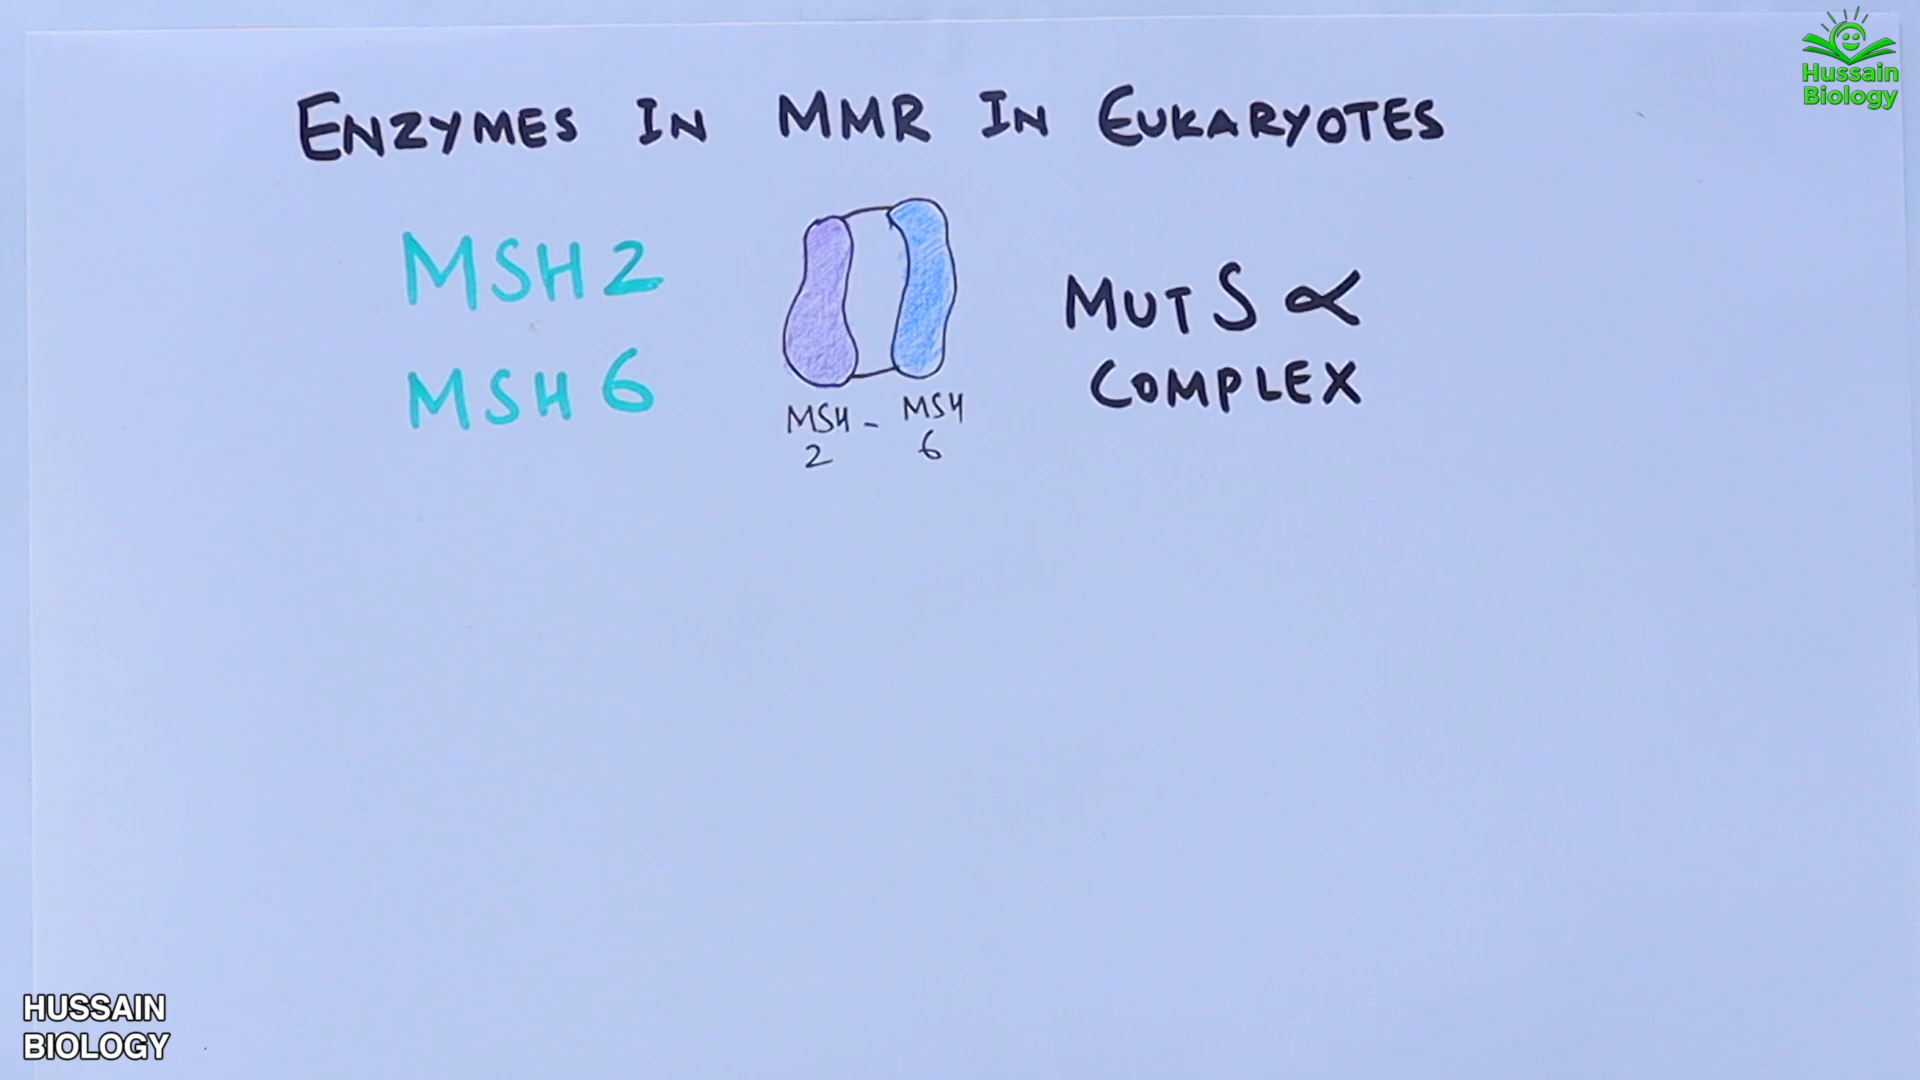 Hussain
Biology
ENZYMES IN MMR IN EUKARYOTES
MSH2
MSH6
MSH - MSH
2 6
MUTS ∝
COMPLEX
HUSSAIN
BIOLOGY